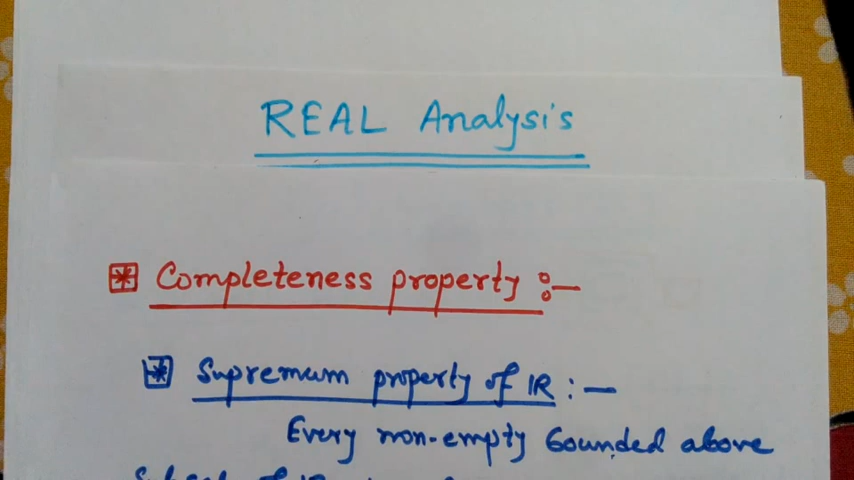 REAL Analysis
Completeness property :-
Supremum property of IR : -
Every non-empty bounded above